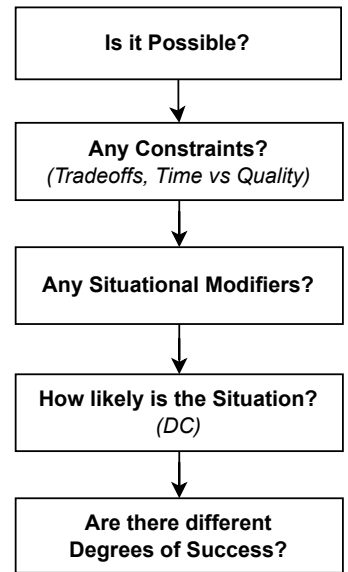 Is it Possible?
Any Constraints?
(Tradeoffs, Time vs Quality)
Any Situational Modifiers?
How likely is the Situation?
(DC)
Are there different
Degrees of Success?